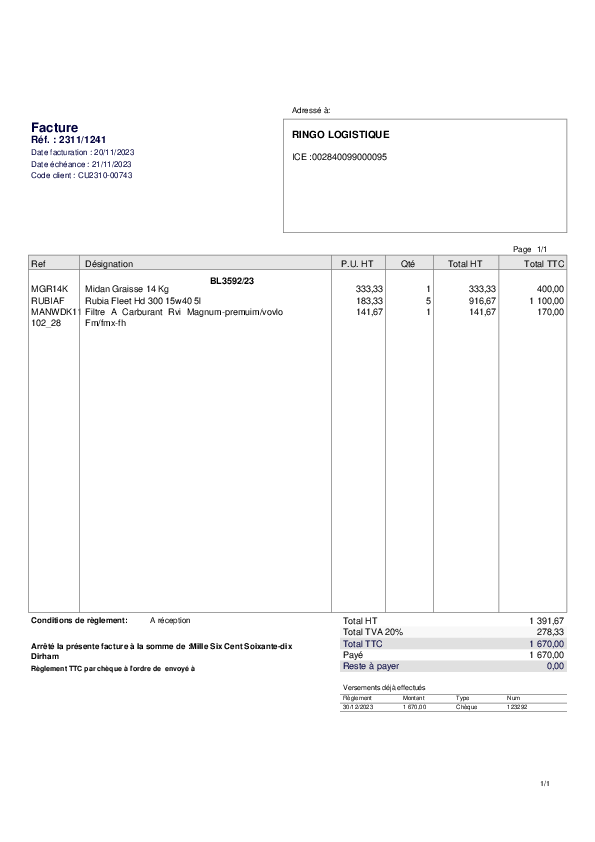 Adressé à:
Facture
Réf. : 2311/1241
Date facturation : 20/11/2023
Date échéance : 21/11/2023
Code client : CU2310-00743
RINGO LOGISTIQUE
ICE :002840099000095
Page 1/1
Ref Désignation P.U. HT Qté Total HT Total TTC
BL3592/23
MGR14K Midan Graisse 14 Kg 333,33 1 333,33 400,00
RUBIAF Rubia Fleet Hd 300 15w40 5l 183,33 5 916,67 1 100,00
MANWDK11 Filtre A Carburant Rvi Magnum-premuim/vovlo 141,67 1 141,67 170,00
102_28 Fm/fmx-fh
Conditions de règlement: A réception
Total HT 1 391,67
Total TVA 20% 278,33
Total TTC 1 670,00
Payé 1 670,00
Reste à payer 0,00
Arrêté la présente facture à la somme de :Mille Six Cent Soixante-dix
Dirham
Règlement TTC par chèque à l'ordre de envoyé à
Versements déjà effectués
Règlement Montant Type Num
30/12/2023 1 670,00 Chèque 123292
1/1